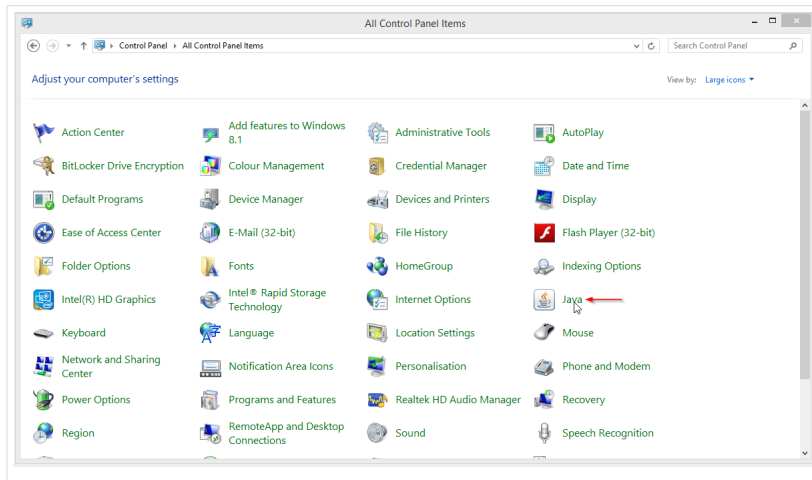 All Control Panel Items
Control Panel All Control Panel Items Search Control Panel
Adjust your computer's settings View by: Large icons
Action Center Add features to Windows 8.1 Administrative Tools AutoPlay
BitLocker Drive Encryption Colour Management Credential Manager Date and Time
Default Programs Device Manager Devices and Printers Display
Ease of Access Center E-Mail (32-bit) File History Flash Player (32-bit)
Folder Options Fonts HomeGroup Indexing Options
Intel(R) HD Graphics Intel® Rapid Storage Technology Internet Options Java
Keyboard Language Location Settings Mouse
Network and Sharing Center Notification Area Icons Personalisation Phone and Modem
Power Options Programs and Features Realtek HD Audio Manager Recovery
Region RemoteApp and Desktop Connections Sound Speech Recognition